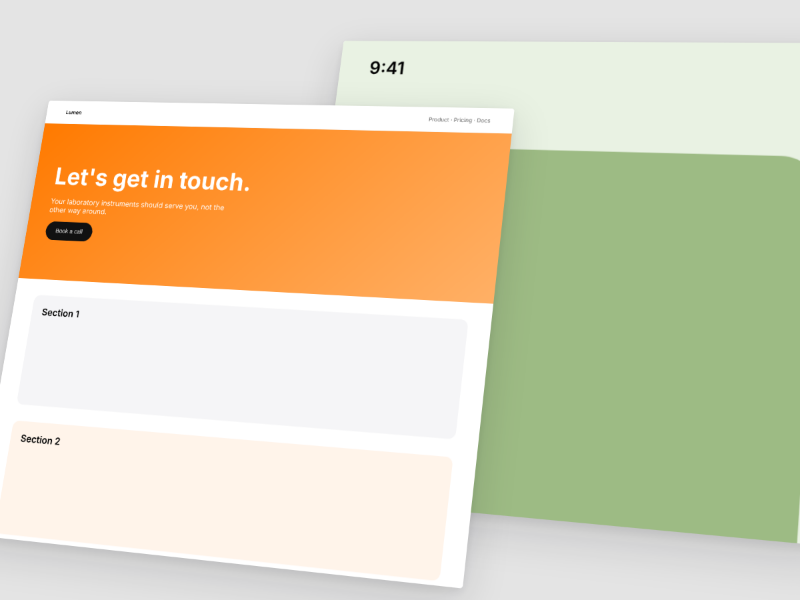 9:41
Lumen
Product · Pricing · Docs
Let's get in touch.
Your laboratory instruments should serve you, not the
other way around.
Book a call
Section 1
Section 2